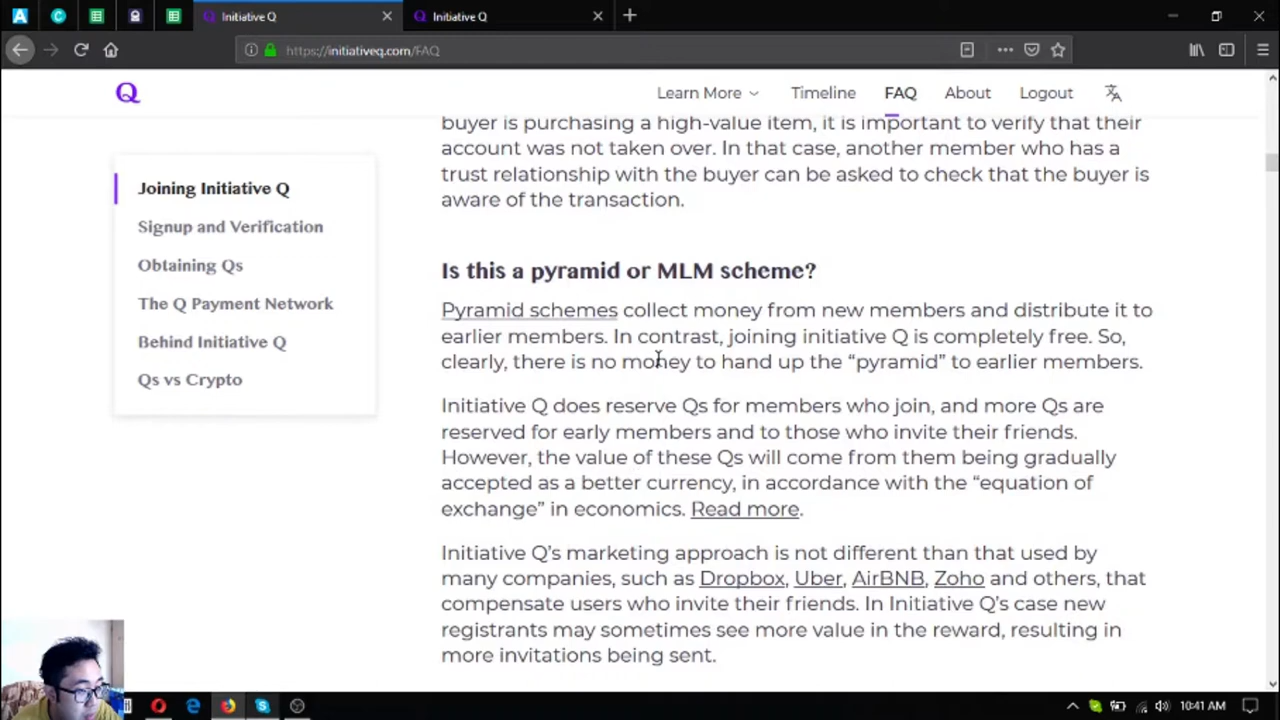 Initiative Q
Initiative Q
https://initiativeq.com/FAQ
Q
Learn More
Timeline
FAQ
About
Logout
Joining Initiative Q
Signup and Verification
Obtaining Qs
The Q Payment Network
Behind Initiative Q
Qs vs Crypto
buyer is purchasing a high-value item, it is important to verify that their
account was not taken over. In that case, another member who has a
trust relationship with the buyer can be asked to check that the buyer is
aware of the transaction.
Is this a pyramid or MLM scheme?
Pyramid schemes collect money from new members and distribute it to
earlier members. In contrast, joining initiative Q is completely free. So,
clearly, there is no money to hand up the “pyramid” to earlier members.
Initiative Q does reserve Qs for members who join, and more Qs are
reserved for early members and to those who invite their friends.
However, the value of these Qs will come from them being gradually
accepted as a better currency, in accordance with the “equation of
exchange” in economics. Read more.
Initiative Q’s marketing approach is not different than that used by
many companies, such as Dropbox, Uber, AirBNB, Zoho and others, that
compensate users who invite their friends. In Initiative Q’s case new
registrants may sometimes see more value in the reward, resulting in
more invitations being sent.
10:41 AM